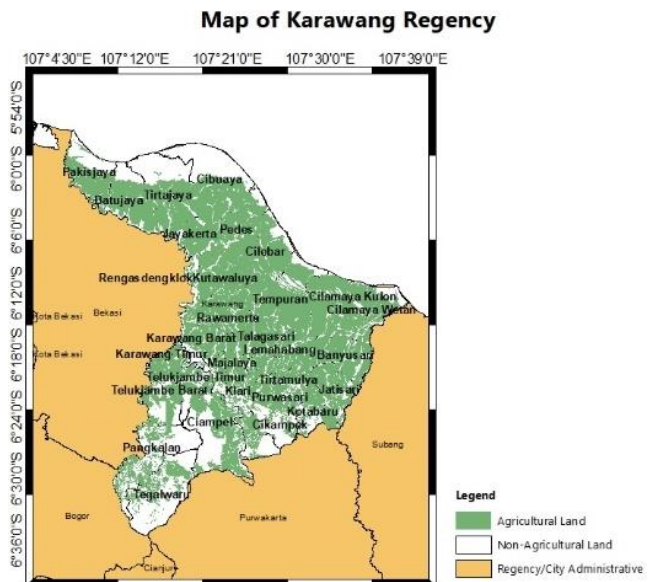 Map of Karawang Regency
107°4'30"E 107°12'0"E 107°21'0"E 107°30'0"E 107°39'0"E
5°54'0"S
6°0'0"S
6°6'0"S
6°12'0"S
6°18'0"S
6°24'0"S
6°30'0"S
6°36'0"S
Pakisjaya
Cibuaya
Batujaya
Tirtajaya
Jayakerta
Pedes
Cilebar
Rengasdengklok
Kutawaluya
Karawang
Tempuran
Cilamaya Kulon
Cilamaya Wetan
Rawamerta
Kota Bekasi
Bekasi
Karawang Barat
Talagasari
Kota Bekasi
Karawang Timur
Lemahabang
Banyusari
Majalaya
Telukjambe Timur
Tirtamulya
Telukjambe Barat
Klari
Purwasari
Jatisari
Kotabaru
Ciampel
Cikampek
Pangkalan
Subang
Tegalwaru
Bogor
Purwakarta
Cianjur
Legend
Agricultural Land
Non-Agricultural Land
Regency/City Administrative